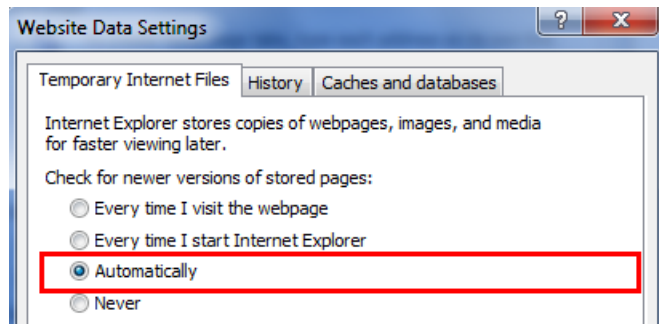 Website Data Settings
Temporary Internet Files History Caches and databases
Internet Explorer stores copies of webpages, images, and media
for faster viewing later.
Check for newer versions of stored pages:
Every time I visit the webpage
Every time I start Internet Explorer
Automatically
Never